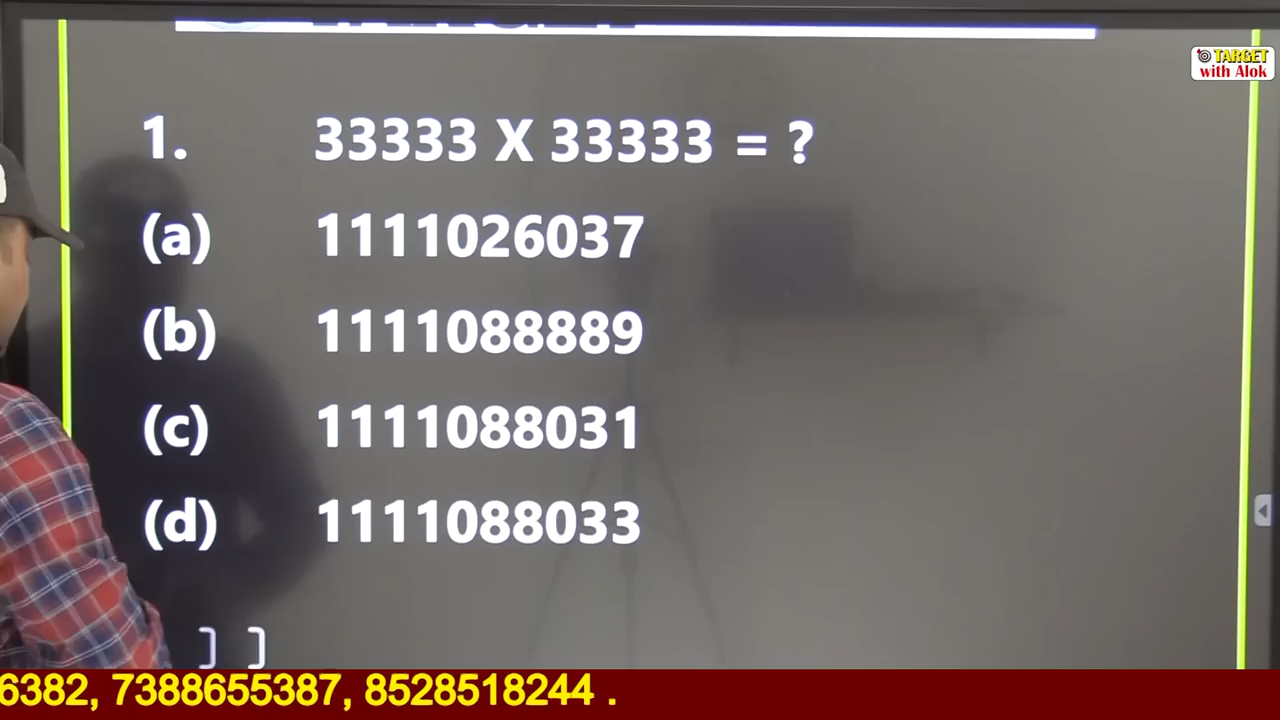 TARGET
with Alok
1. 33333 X 33333 = ?
(a) 1111026037
(b) 1111088889
(c) 1111088031
(d) 1111088033
6382, 7388655387, 8528518244 .